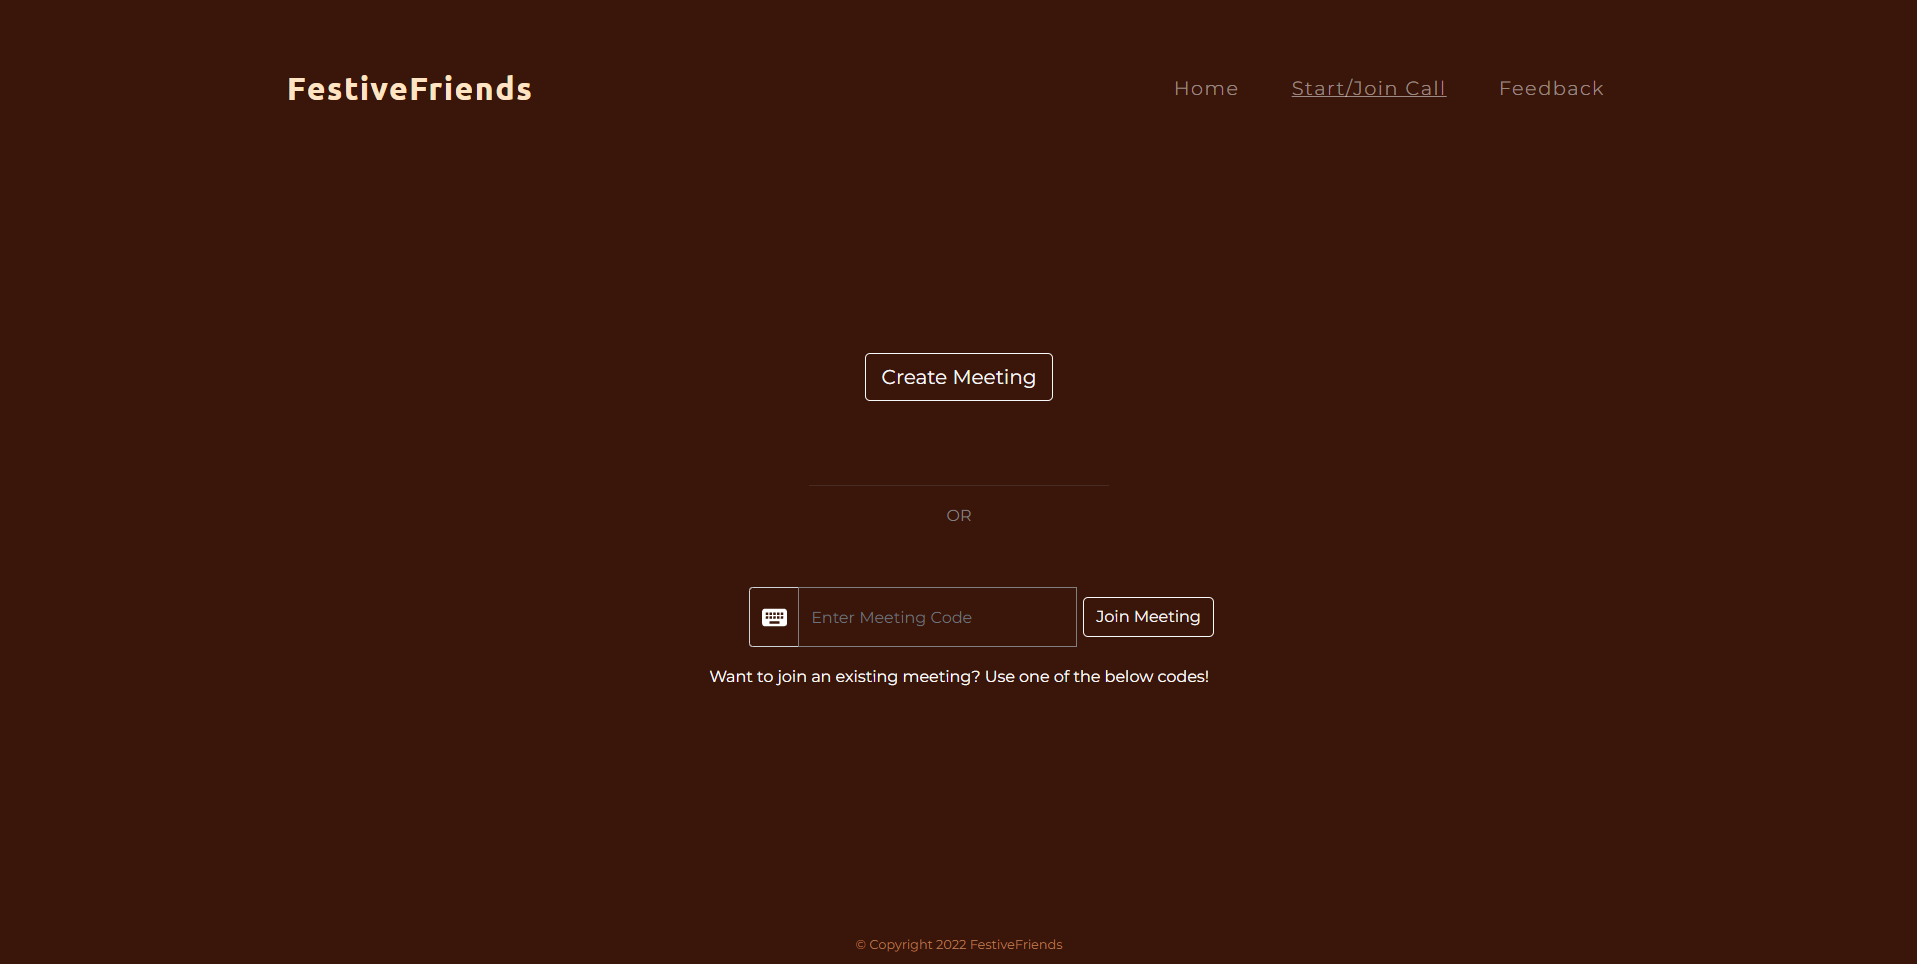 FestiveFriends
Home Start/Join Call Feedback
Create Meeting
OR
Enter Meeting Code Join Meeting
Want to join an existing meeting? Use one of the below codes!
© Copyright 2022 FestiveFriends